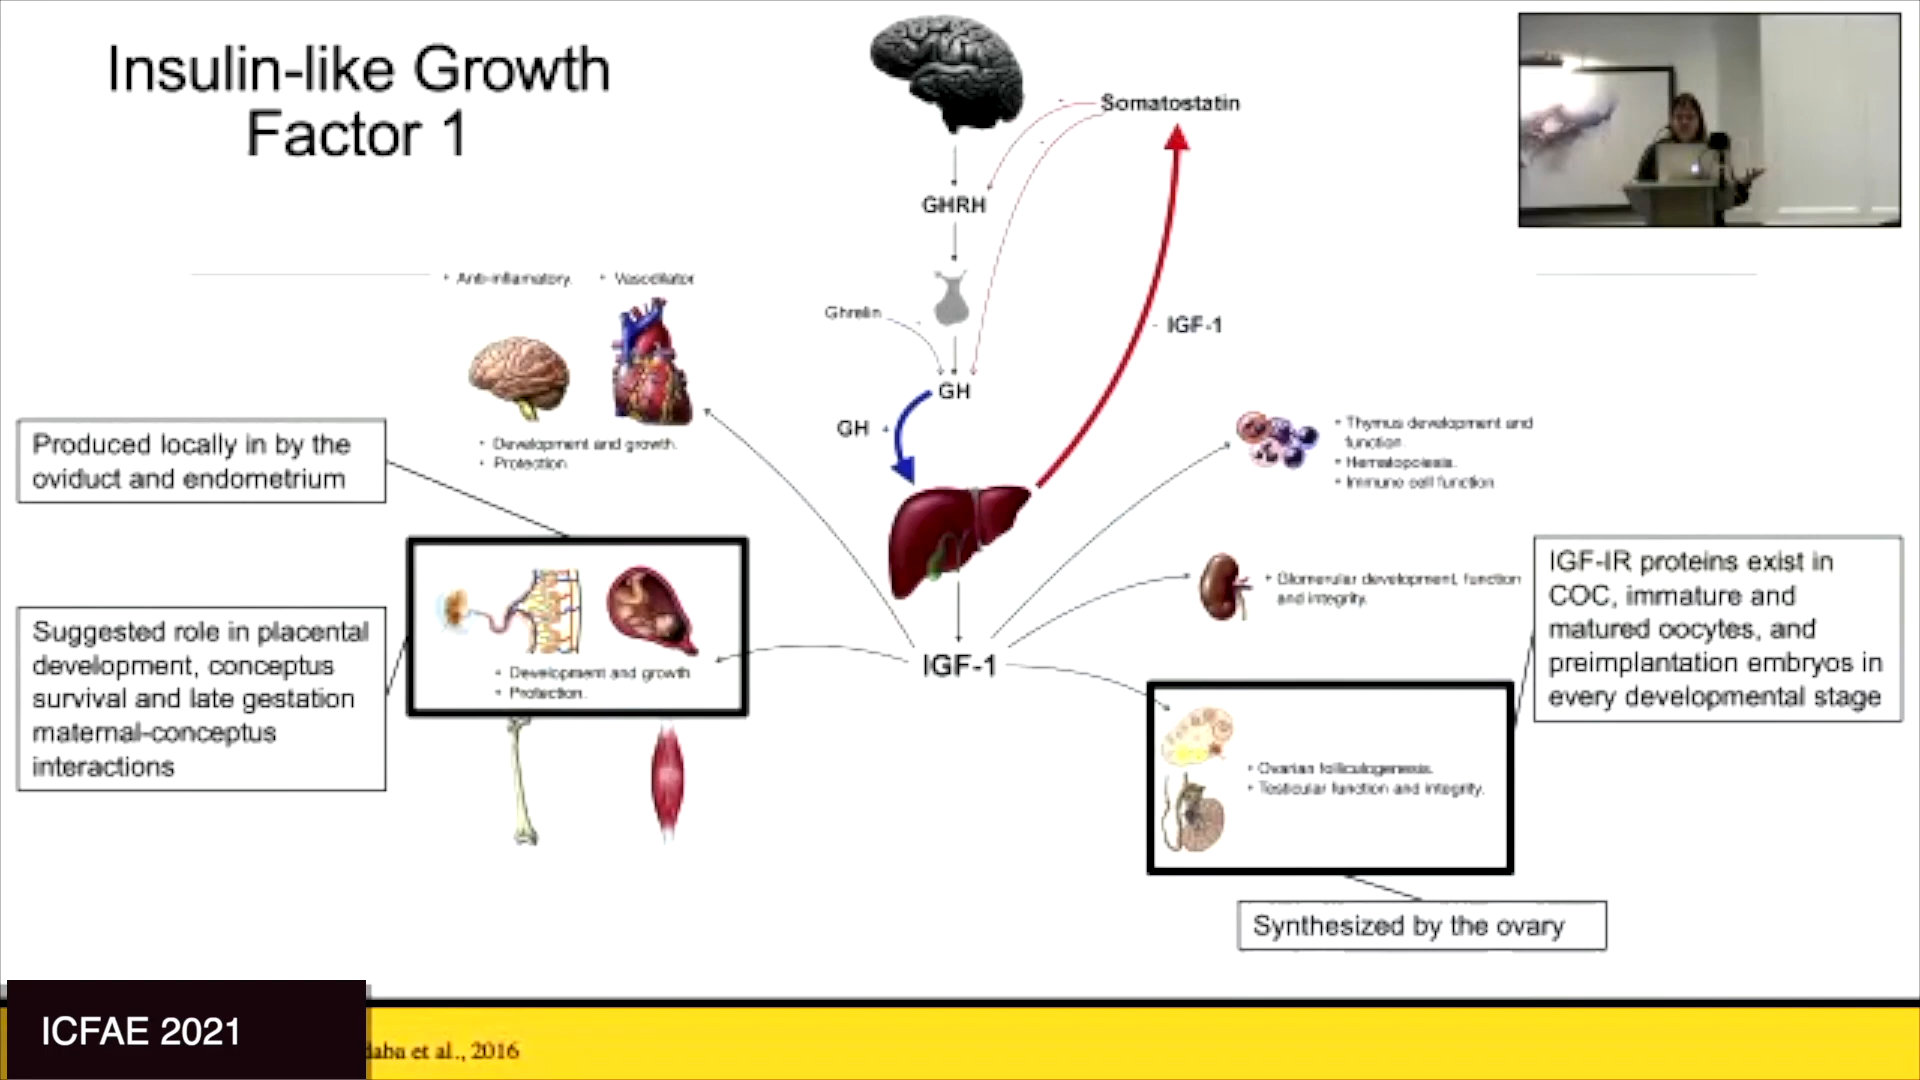 Insulin-like Growth
Factor 1
Somatostatin
GHRH
• Anti-inflamatory.
• Vasodilator
Ghrelin
- IGF-1
GH
GH
• Thymus development and
function.
• Hematopoiesis.
• Immune cell function
• Development and growth.
• Protection
Produced locally in by the
oviduct and endometrium
IGF-IR proteins exist in
COC, immature and
matured oocytes, and
preimplantation embryos in
every developmental stage
• Glomerular development, function
and integrity.
Suggested role in placental
development, conceptus
survival and late gestation
maternal-conceptus
interactions
• Development and growth
• Protection.
IGF-1
• Ovarian folliculogenesis.
• Testicular function and integrity.
Synthesized by the ovary
ICFAE 2021
et al., 2016